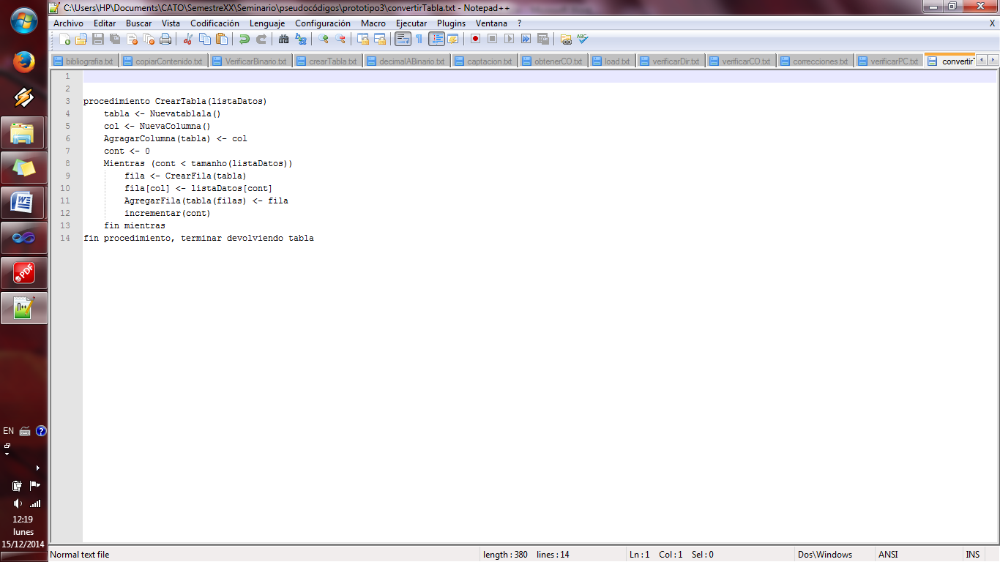 C:\Users\HP\Documents\CATO\SemestreXX\Seminario\pseudocódigos\prototipo3\convertirTabla.txt - Notepad++
Archivo Editar Buscar Vista Codificación Lenguaje Configuración Macro Ejecutar Plugins Ventana ? X
bibliografia.txt copiarContenido.txt VerificarBinario.txt crearTabla.txt decimalABinario.txt captacion.txt obtenerCO.txt load.txt verificarDir.txt verificarCO.txt correcciones.txt verificarPC.txt convertirT
1
2
3 procedimiento CrearTabla(listaDatos)
4 tabla <- Nuevatablala()
5 col <- NuevaColumna()
6 AgragarColumna(tabla) <- col
7 cont <- 0
8 Mientras (cont < tamanho(listaDatos))
9 fila <- CrearFila(tabla)
10 fila[col] <- listaDatos[cont]
11 AgregarFila(tabla(filas) <- fila
12 incrementar(cont)
13 fin mientras
14 fin procedimiento, terminar devolviendo tabla
EN
12:19
lunes
15/12/2014
Normal text file length : 380 lines : 14 Ln : 1 Col : 1 Sel : 0 Dos\Windows ANSI INS